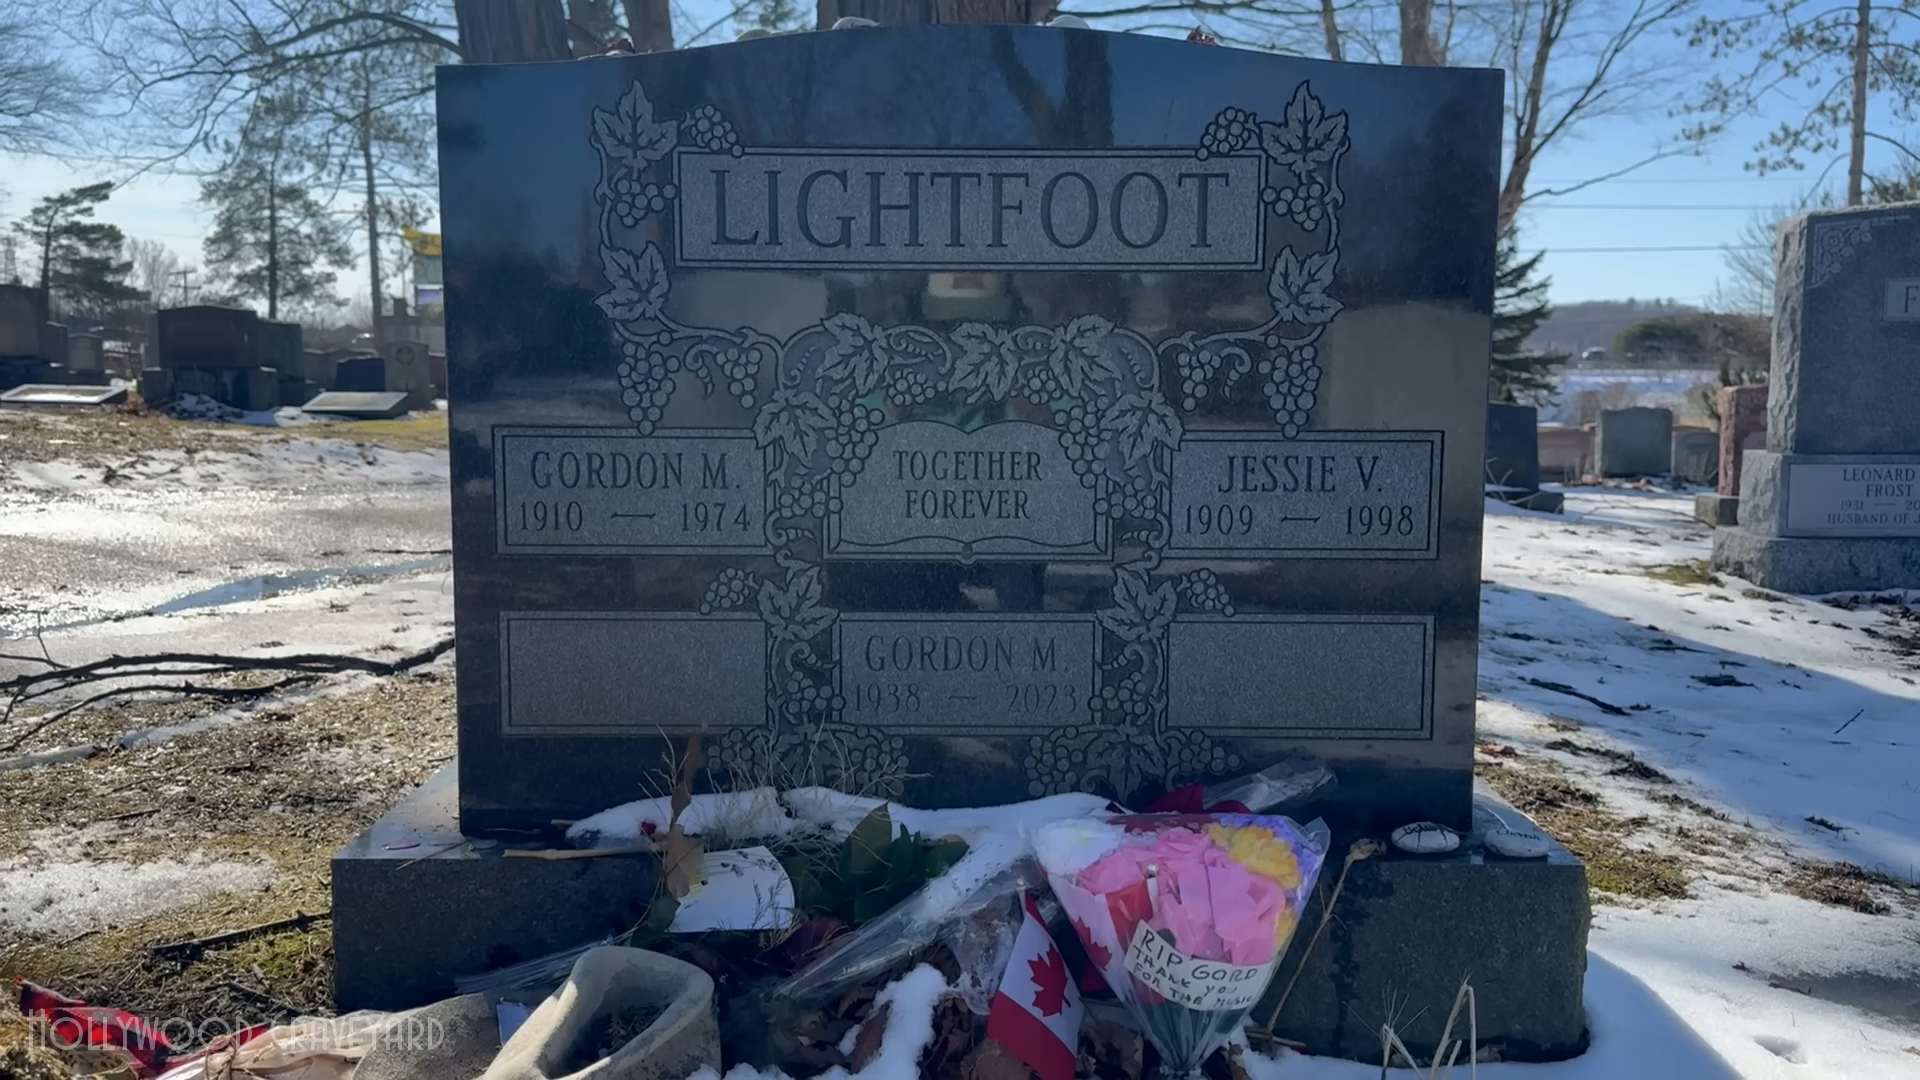 LIGHTFOOT
GORDON M.
1910 — 1974
TOGETHER
FOREVER
JESSIE V.
1909 — 1998
GORDON M.
1938 — 2023
F
LEONARD
FROST
1931 — 20
HUSBAND OF J
RIP GORD
THANK YOU
FOR THE MUSIC
HOLLYWOOD GRAVEYARD